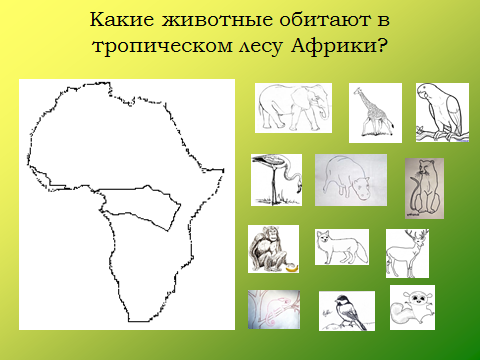 Какие животные обитают в
тропическом лесу Африки?